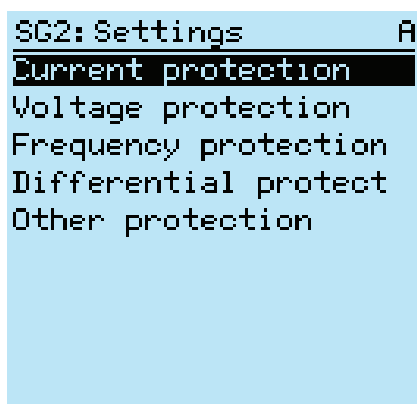 SG2: Settings A
Current protection
Voltage protection
Frequency protection
Differential protect
Other protection